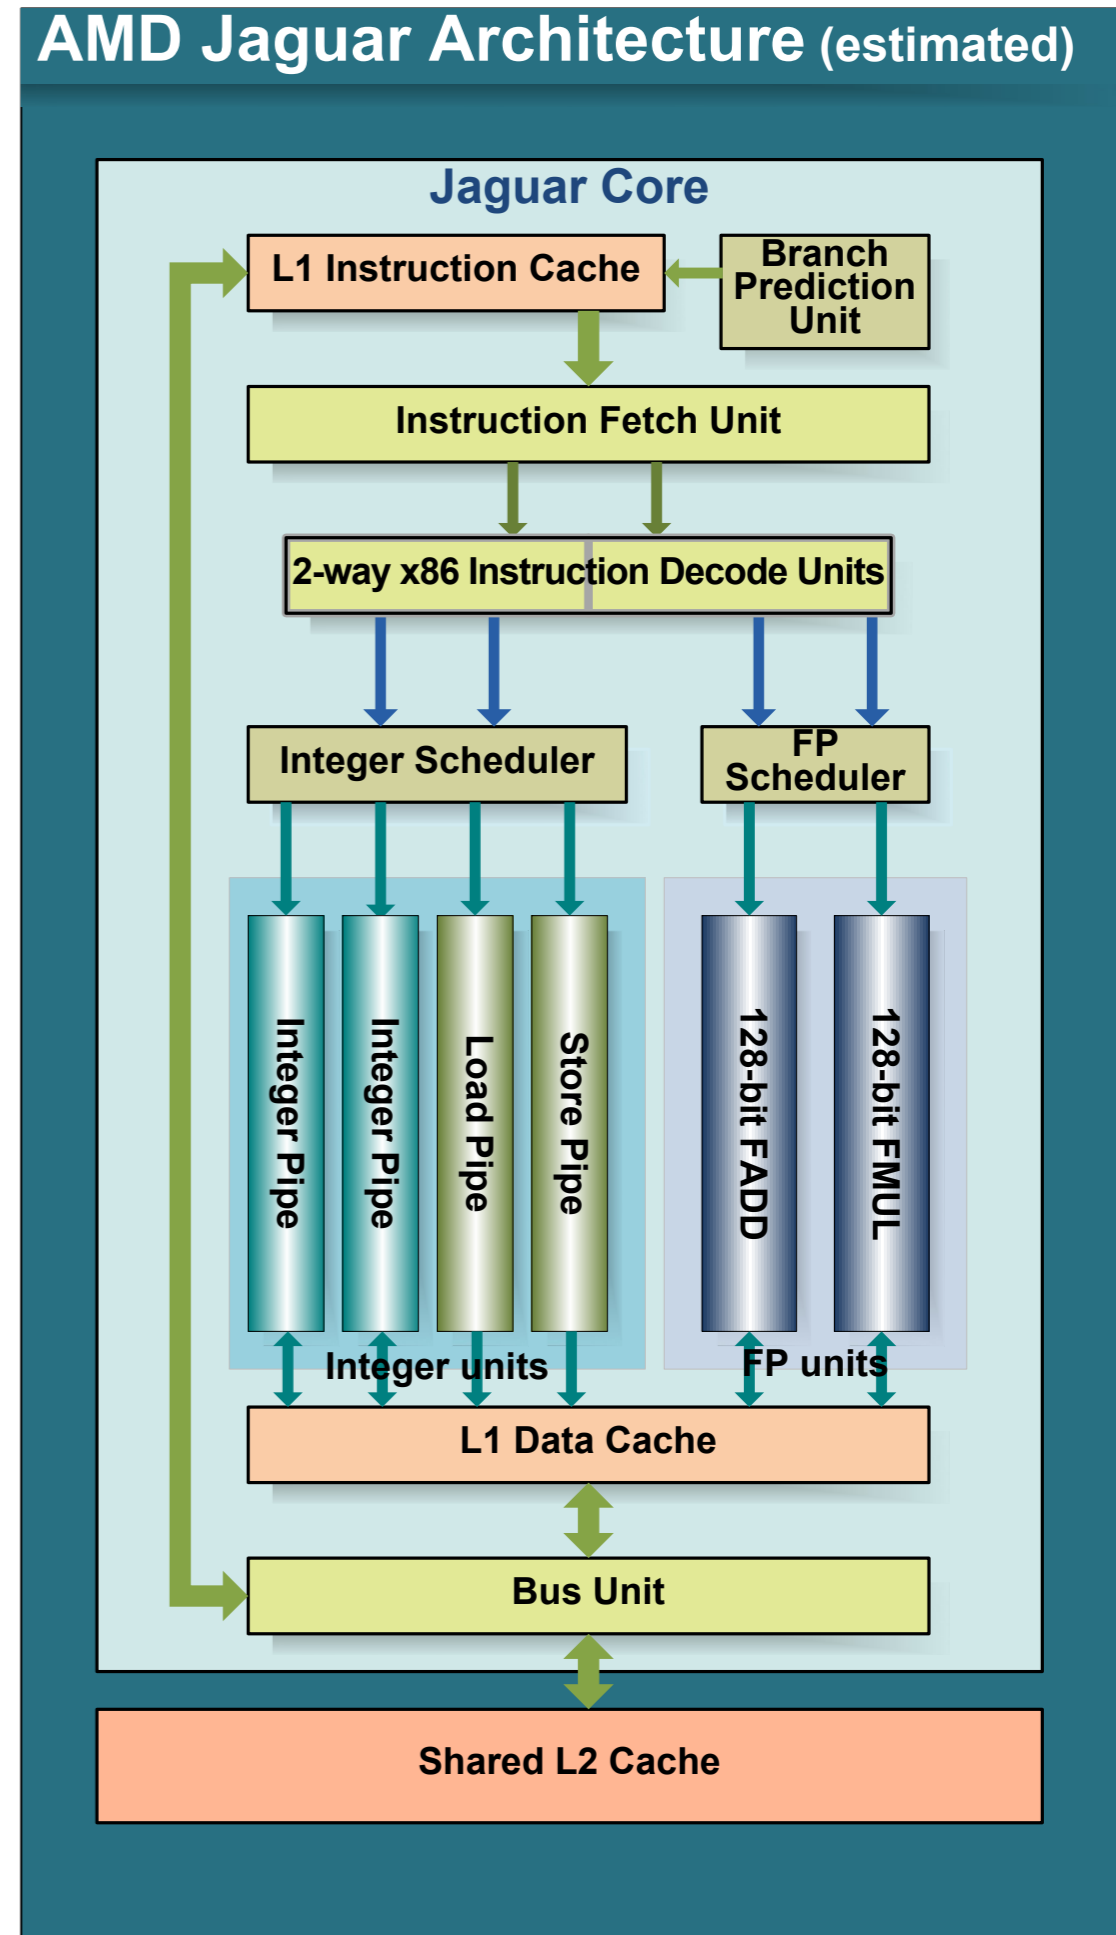 AMD Jaguar Architecture (estimated)
Jaguar Core
L1 Instruction Cache
Branch
Prediction
Unit
Instruction Fetch Unit
2-way x86 Instruction Decode Units
Integer Scheduler
FP
Scheduler
Integer Pipe
Integer Pipe
Load Pipe
Store Pipe
128-bit FADD
128-bit FMUL
Integer units
FP units
L1 Data Cache
Bus Unit
Shared L2 Cache